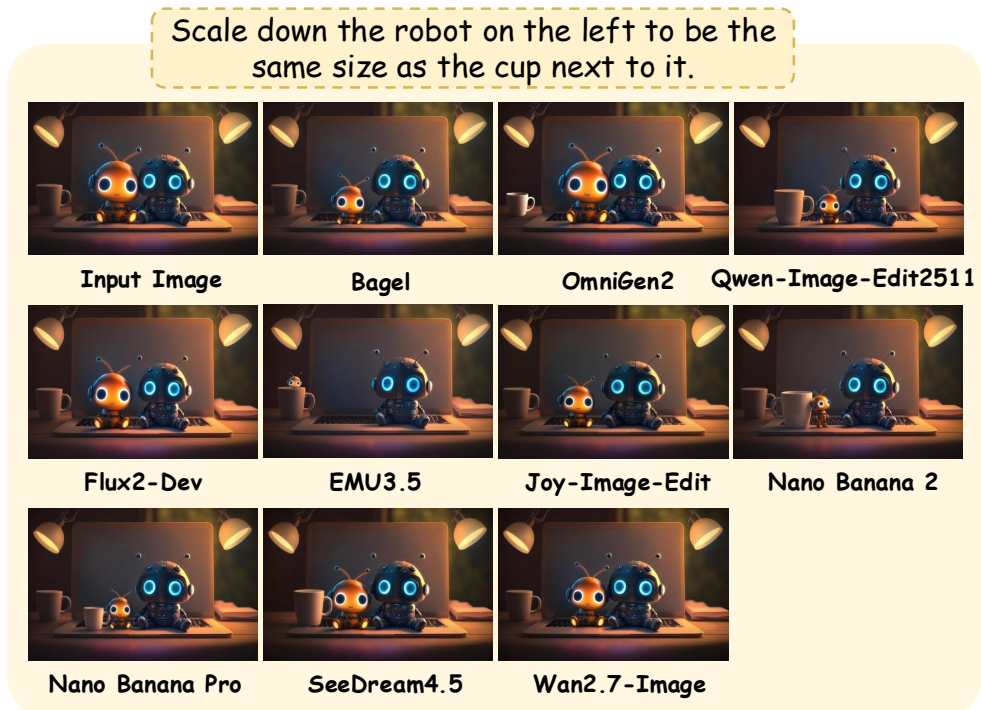 Scale down the robot on the left to be the
same size as the cup next to it.
Input Image
Bagel
OmniGen2
Qwen-Image-Edit2511
Flux2-Dev
EMU3.5
Joy-Image-Edit
Nano Banana 2
Nano Banana Pro
SeeDream4.5
Wan2.7-Image